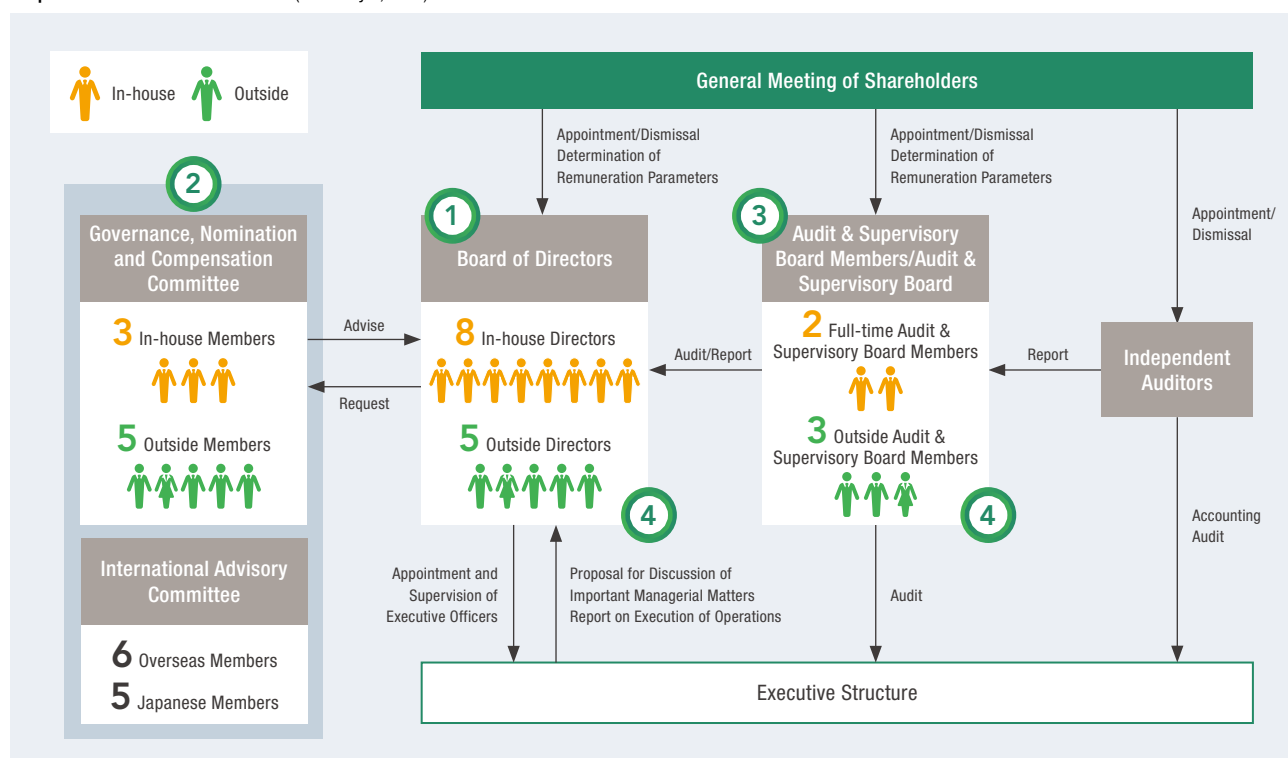 In-house
Outside
General Meeting of Shareholders
Appointment/Dismissal
Determination of
Remuneration Parameters
Appointment/Dismissal
Determination of
Remuneration Parameters
Appointment/
Dismissal
2
Governance, Nomination
and Compensation
Committee
3 In-house Members
5 Outside Members
Advise
Request
1
Board of Directors
8 In-house Directors
5 Outside Directors
4
Audit/Report
3
Audit & Supervisory
Board Members/Audit &
Supervisory Board
2 Full-time Audit &
Supervisory Board Members
3 Outside Audit &
Supervisory Board Members
4
Report
Independent
Auditors
International Advisory
Committee
6 Overseas Members
5 Japanese Members
Appointment and
Supervision of
Executive Officers
Proposal for Discussion of
Important Managerial Matters
Report on Execution of Operations
Audit
Accounting
Audit
Executive Structure